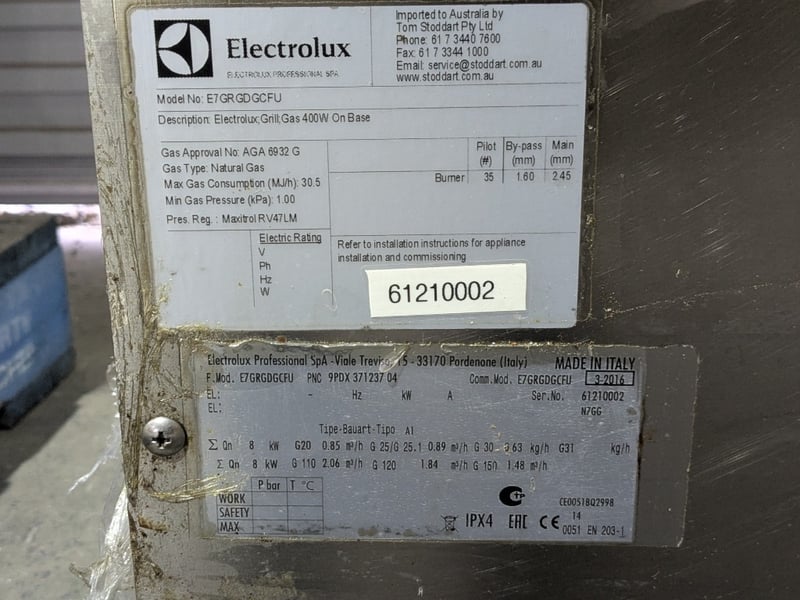 Electrolux
ELECTROLUX PROFESSIONAL SPA
Imported to Australia by
Tom Stoddart Pty Ltd
Phone: 61 7 3440 7600
Fax: 61 7 3344 1000
Email: service@stoddart.com.au
www.stoddart.com.au
Model No: E7GRGDGCFU
Description: Electrolux;Grill;Gas 400W On Base
Gas Approval No: AGA 6932 G
Gas Type: Natural Gas
Max Gas Consumption (MJ/h): 30.5
Min Gas Pressure (kPa): 1.00
Pres. Reg. : Maxitrol RV47LM
Pilot By-pass Main
(#) (mm) (mm)
Burner 35 1.60 2.45
Electric Rating
V
Ph
Hz
W
Refer to installation instructions for appliance
installation and commissioning
61210002
Electrolux Professional SpA -Viale Treviso, 15 - 33170 Pordenone (Italy) MADE IN ITALY
F.Mod. E7GRGDGCFU PNC 9PDX 371237 04 Comm.Mod. E7GRGDGCFU 3-2016
EL: - Hz kW A Ser.No. 61210002
EL: N7GG
Tipe-Bauart-Tipo A1
Σ Qn 8 kW G20 0.85 m³/h G 25/G 25.1 0.89 m³/h G 30 0.63 kg/h G31 kg/h
Σ Qn 8 kW G 110 2.06 m³/h G 120 1.84 m³/h G 150 1.48 m³/h
P bar T °C
WORK
SAFETY
MAX
IPX4 EAC CE
CE0051BQ2998
14
0051 EN 203-1